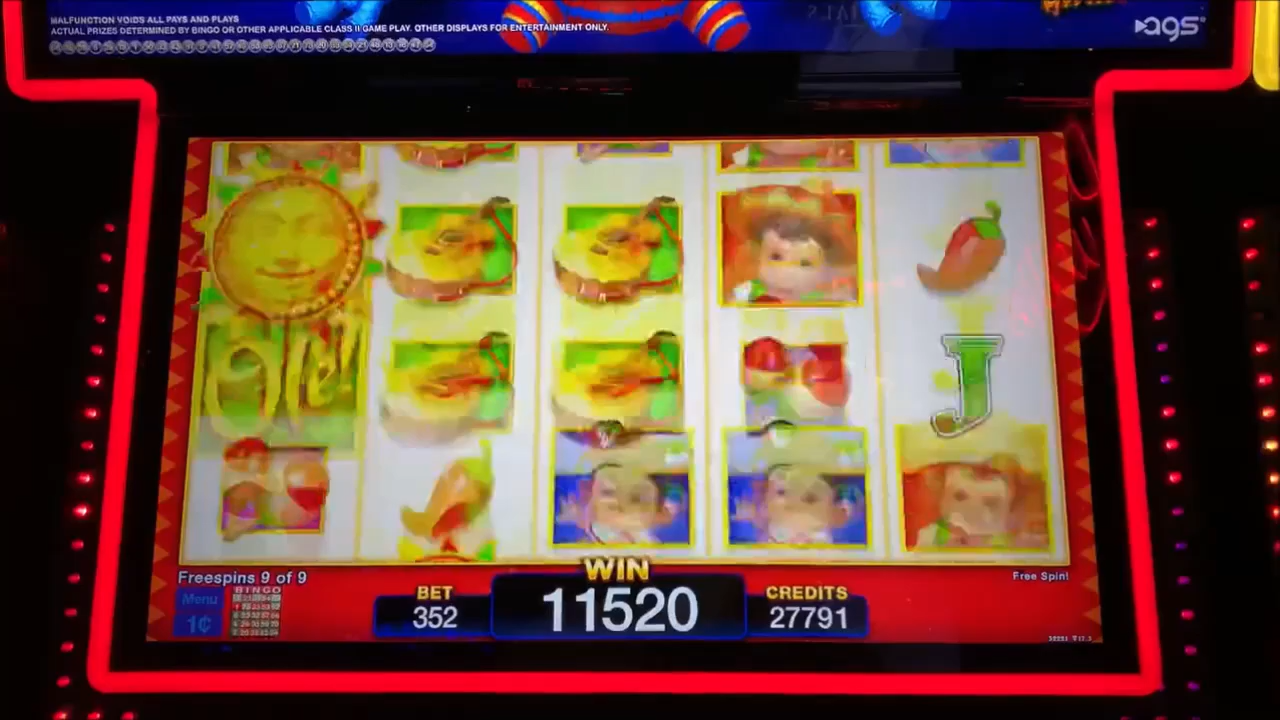 MALFUNCTION VOIDS ALL PAYS AND PLAYS
ACTUAL PRIZES DETERMINED BY BINGO OR OTHER APPLICABLE CLASS II GAME PLAY. OTHER DISPLAYS FOR ENTERTAINMENT ONLY.
ags
Olé!
J
Freespins 9 of 9
Free Spin!
Menu
1¢
BINGO
BET
352
WIN
11520
CREDITS
27791